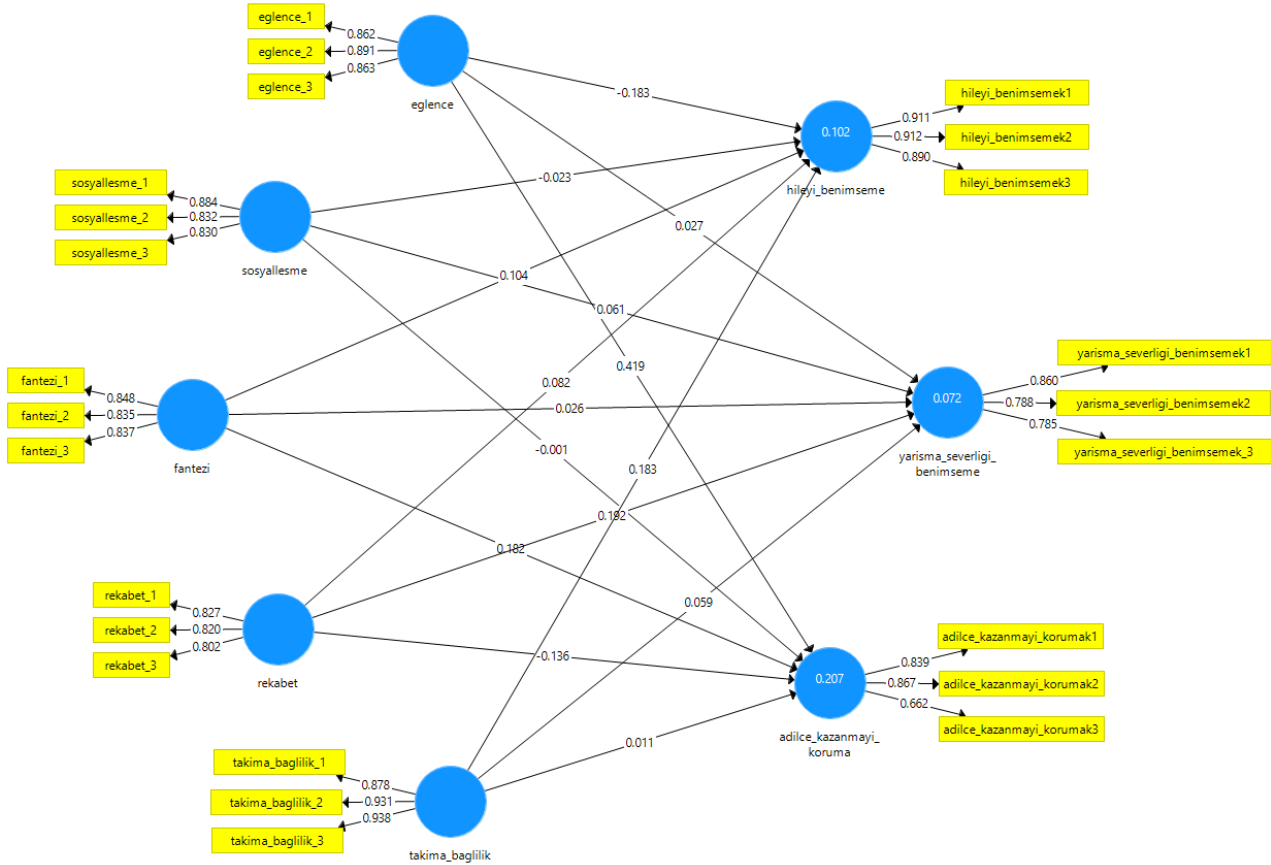 eglence_1
eglence_2
eglence_3
0.862
0.891
0.863
eglence
sosyallesme_1
sosyallesme_2
sosyallesme_3
0.884
0.832
0.830
sosyallesme
fantezi_1
fantezi_2
fantezi_3
0.848
0.835
0.837
fantezi
rekabet_1
rekabet_2
rekabet_3
0.827
0.820
0.802
rekabet
takima_baglilik_1
takima_baglilik_2
takima_baglilik_3
0.878
0.931
0.938
takima_baglilik
-0.183
-0.023
0.027
0.104
0.061
0.419
0.082
0.026
-0.001
0.183
0.192
0.182
0.059
-0.136
0.011
0.102
hileyi_benimseme
0.911
0.912
0.890
hileyi_benimsemek1
hileyi_benimsemek2
hileyi_benimsemek3
0.072
yarisma_severligi_
benimseme
0.860
0.788
0.785
yarisma_severligi_benimsemek1
yarisma_severligi_benimsemek2
yarisma_severligi_benimsemek_3
0.207
adilce_kazanmayi_
koruma
0.839
0.867
0.662
adilce_kazanmayi_korumak1
adilce_kazanmayi_korumak2
adilce_kazanmayi_korumak3